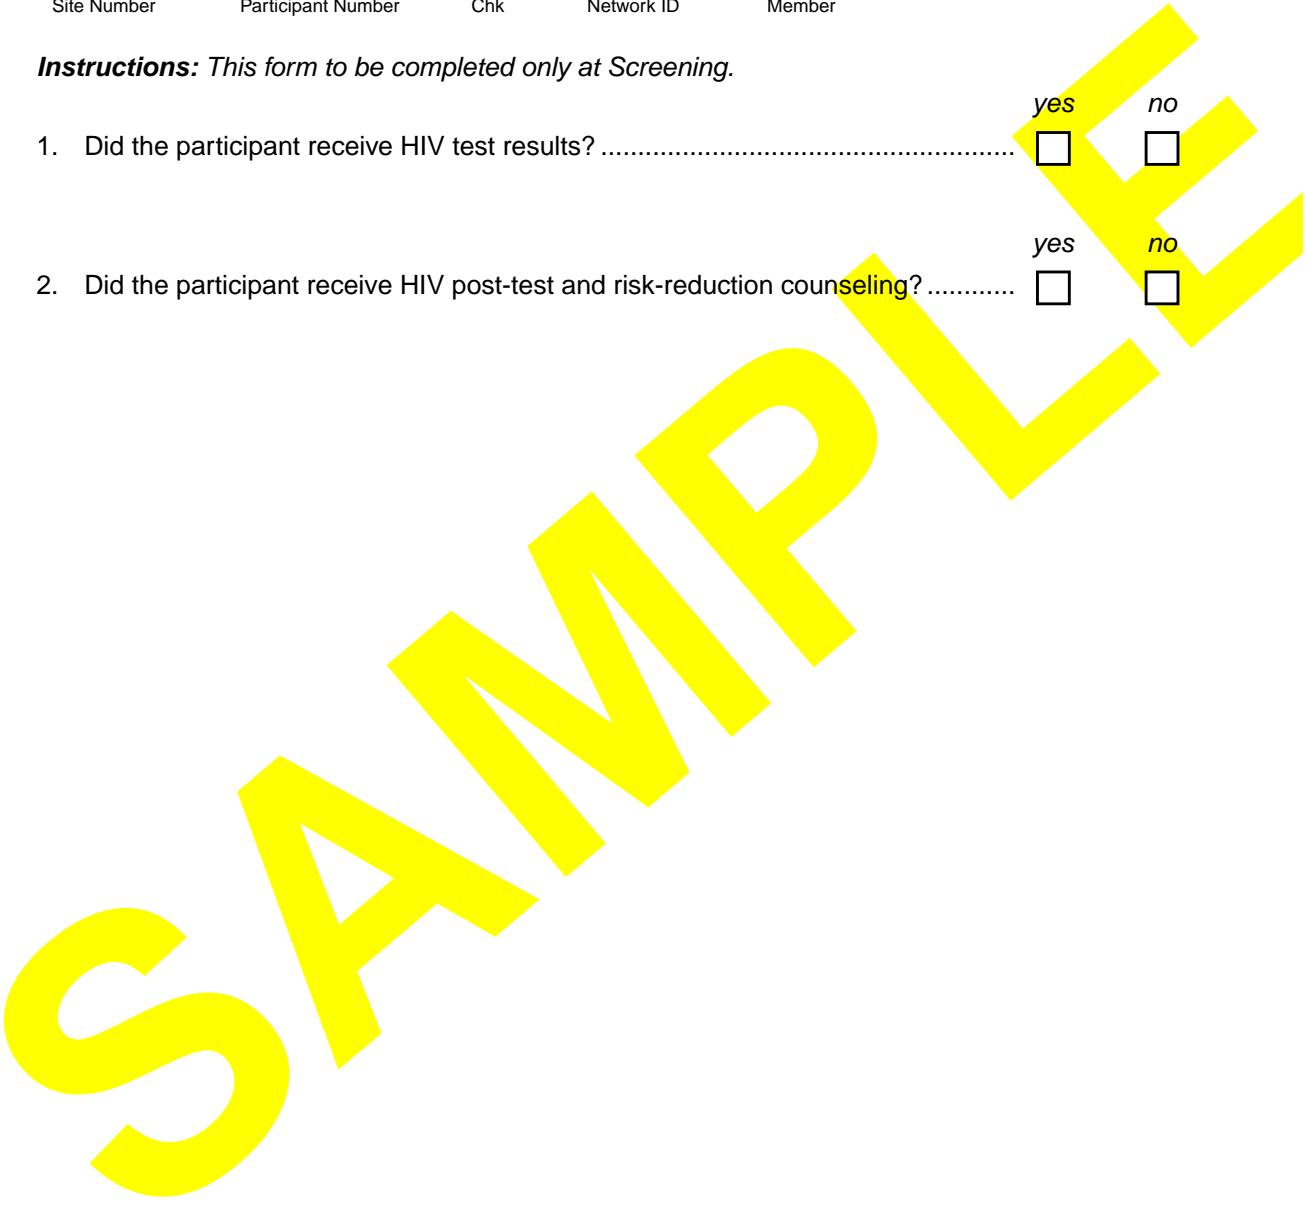 Site Number Participant Number Chk Network ID Member
Instructions: This form to be completed only at Screening.
yes no
1. Did the participant receive HIV test results? ........................................................
yes no
2. Did the participant receive HIV post-test and risk-reduction counseling? ............
SAMPLE